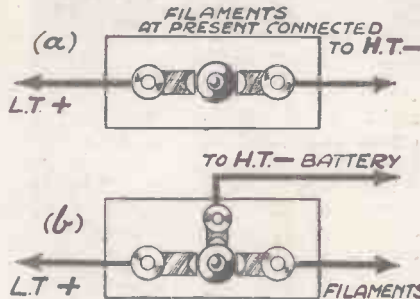 FILAMENTS
AT PRESENT CONNECTED
(a) TO H.T.—
L.T. +
TO H.T.— BATTERY
(b)
L.T + FILAMENTS